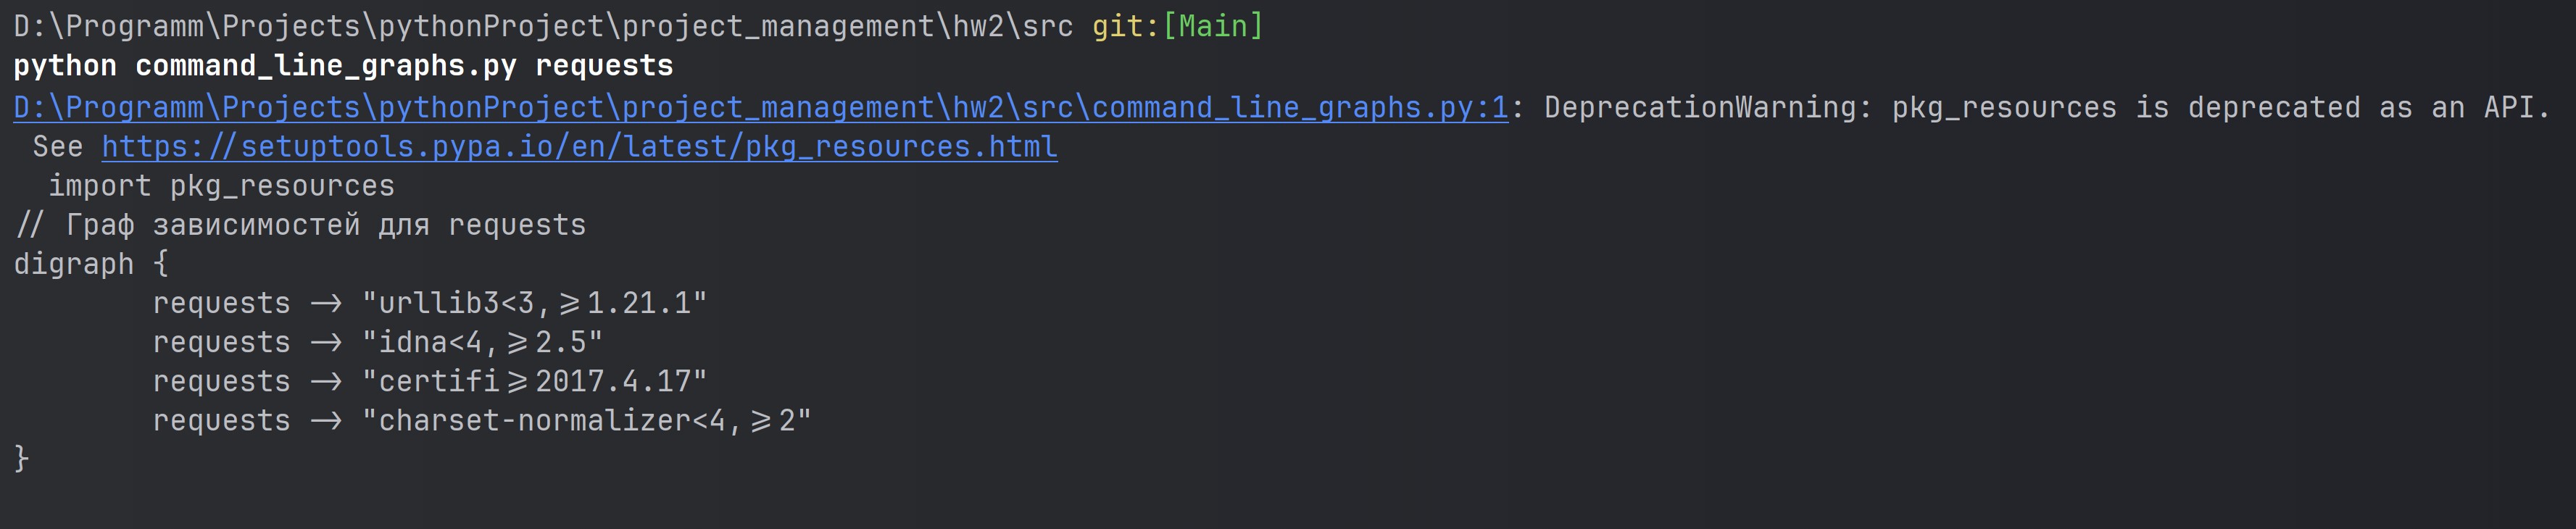 D:\Programm\Projects\pythonProject\project_management\hw2\src git:[Main]
python command_line_graphs.py requests
D:\Programm\Projects\pythonProject\project_management\hw2\src\command_line_graphs.py:1: DeprecationWarning: pkg_resources is deprecated as an API.
See https://setuptools.pypa.io/en/latest/pkg_resources.html
import pkg_resources
// Граф зависимостей для requests
digraph {
requests -> "urllib3<3,>=1.21.1"
requests -> "idna<4,>=2.5"
requests -> "certifi>=2017.4.17"
requests -> "charset-normalizer<4,>=2"
}